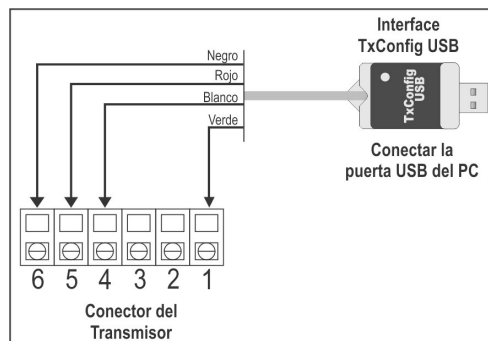 Interface
TxConfig USB
Negro
Rojo
Blanco
Verde
TxConfig
USB
Conectar la
puerta USB del PC
6 5 4 3 2 1
Conector del
Transmisor